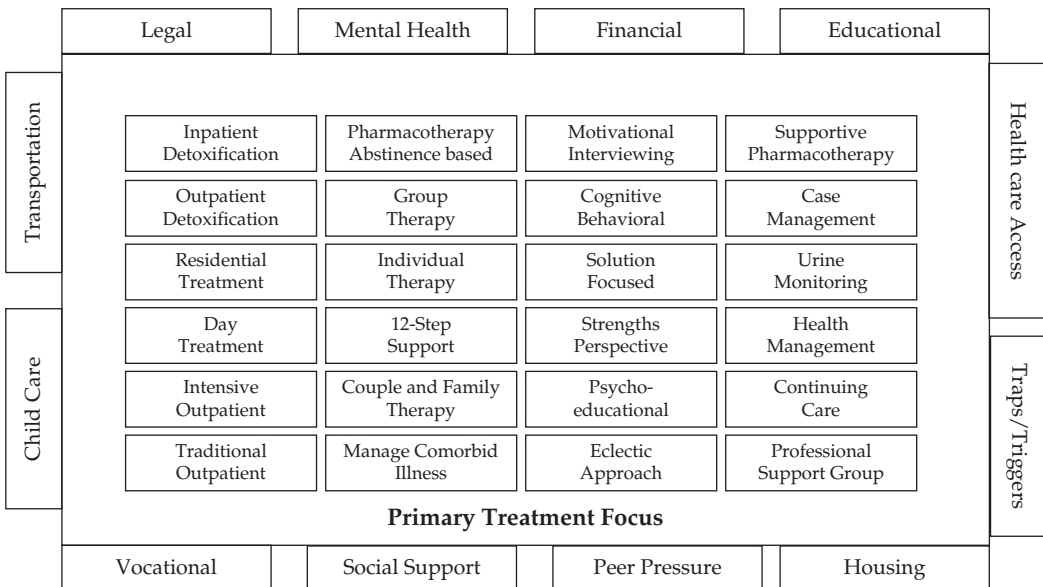 Legal
Mental Health
Financial
Educational
Transportation
Health care Access
Inpatient
Detoxification
Pharmacotherapy
Abstinence based
Motivational
Interviewing
Supportive
Pharmacotherapy
Outpatient
Detoxification
Group
Therapy
Cognitive
Behavioral
Case
Management
Residential
Treatment
Individual
Therapy
Solution
Focused
Urine
Monitoring
Child Care
Traps/Triggers
Day
Treatment
12-Step
Support
Strengths
Perspective
Health
Management
Intensive
Outpatient
Couple and Family
Therapy
Psycho-
educational
Continuing
Care
Traditional
Outpatient
Manage Comorbid
Illness
Eclectic
Approach
Professional
Support Group
Primary Treatment Focus
Vocational
Social Support
Peer Pressure
Housing